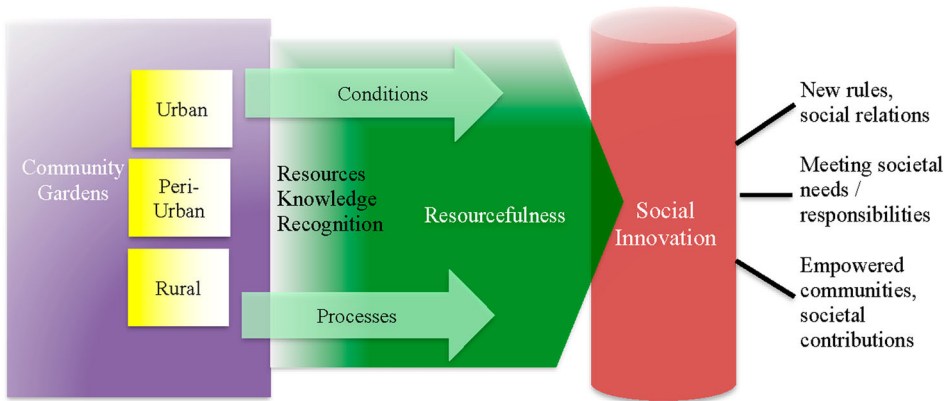 Community
Gardens
Urban
Peri-
Urban
Rural
Conditions
Resources
Knowledge
Recognition
Resourcefulness
Processes
Social
Innovation
New rules,
social relations
Meeting societal
needs /
responsibilities
Empowered
communities,
societal
contributions